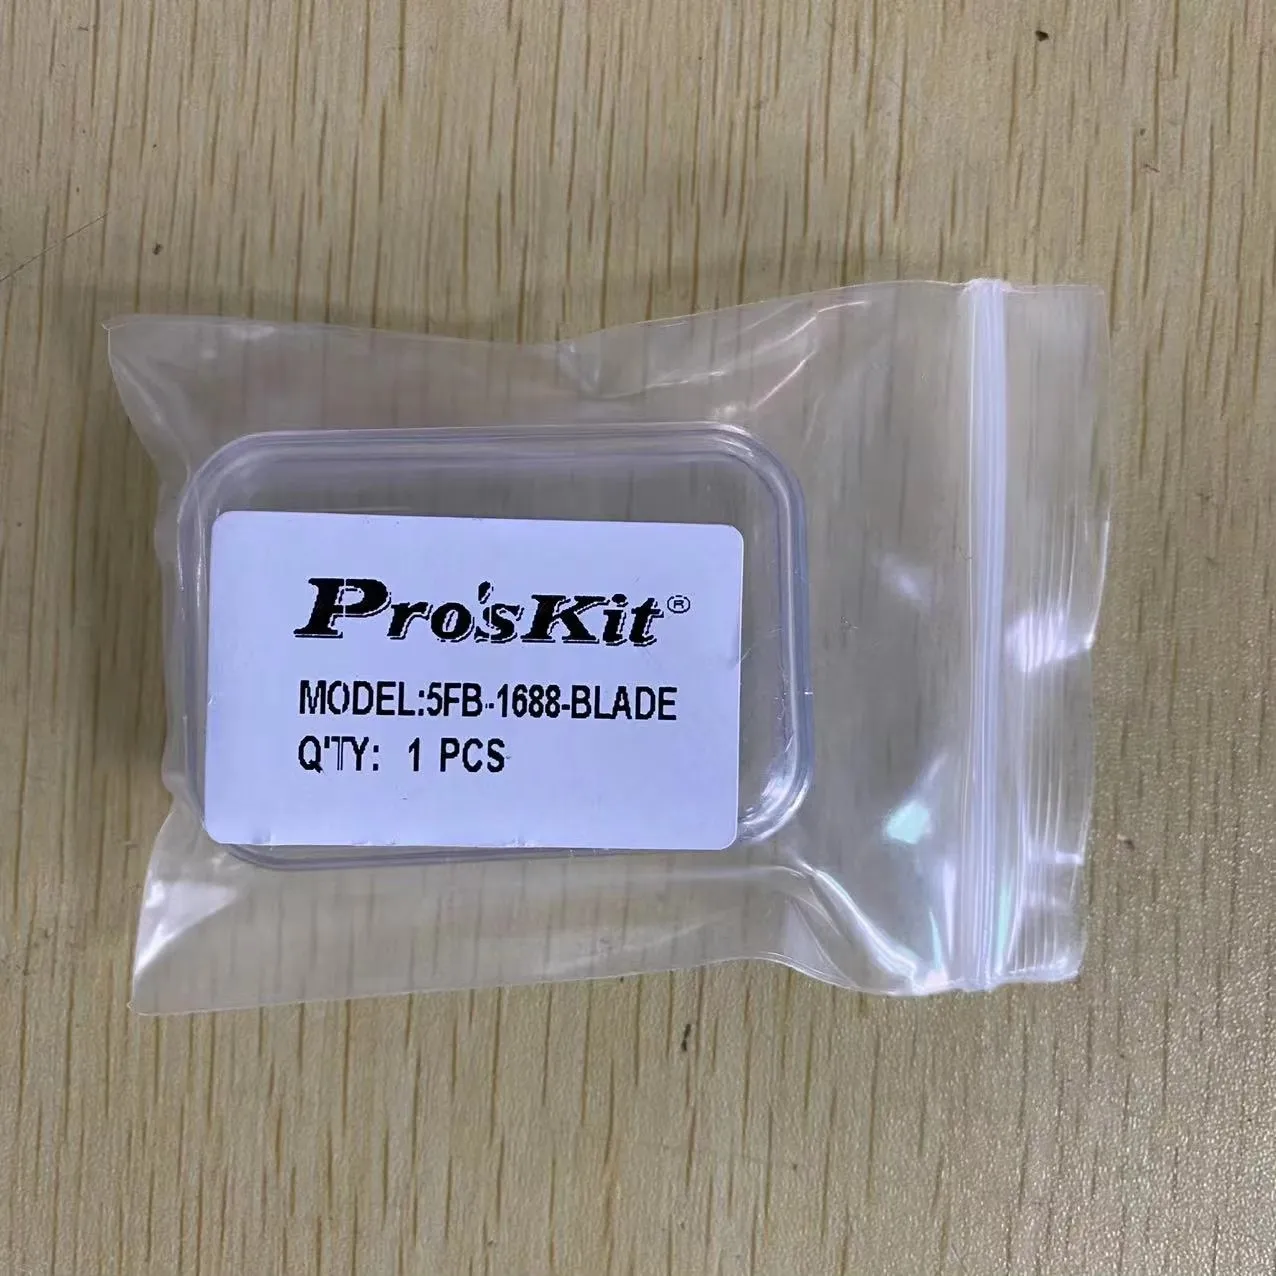 Pro'sKit®
MODEL:5FB-1688-BLADE
Q'TY: 1 PCS